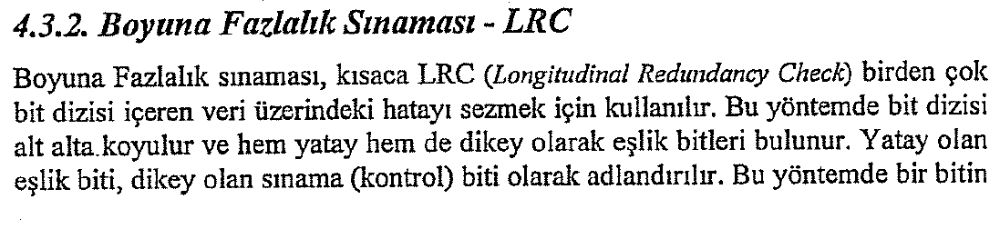 4.3.2. Boyuna Fazlalık Sınaması - LRC
Boyuna Fazlalık sınaması, kısaca LRC (Longitudinal Redundancy Check) birden çok
bit dizisi içeren veri üzerindeki hatayı sezmek için kullanılır. Bu yöntemde bit dizisi
alt alta.koyulur ve hem yatay hem de dikey olarak eşlik bitleri bulunur. Yatay olan
eşlik biti, dikey olan sınama (kontrol) biti olarak adlandırılır. Bu yöntemde bir bitin